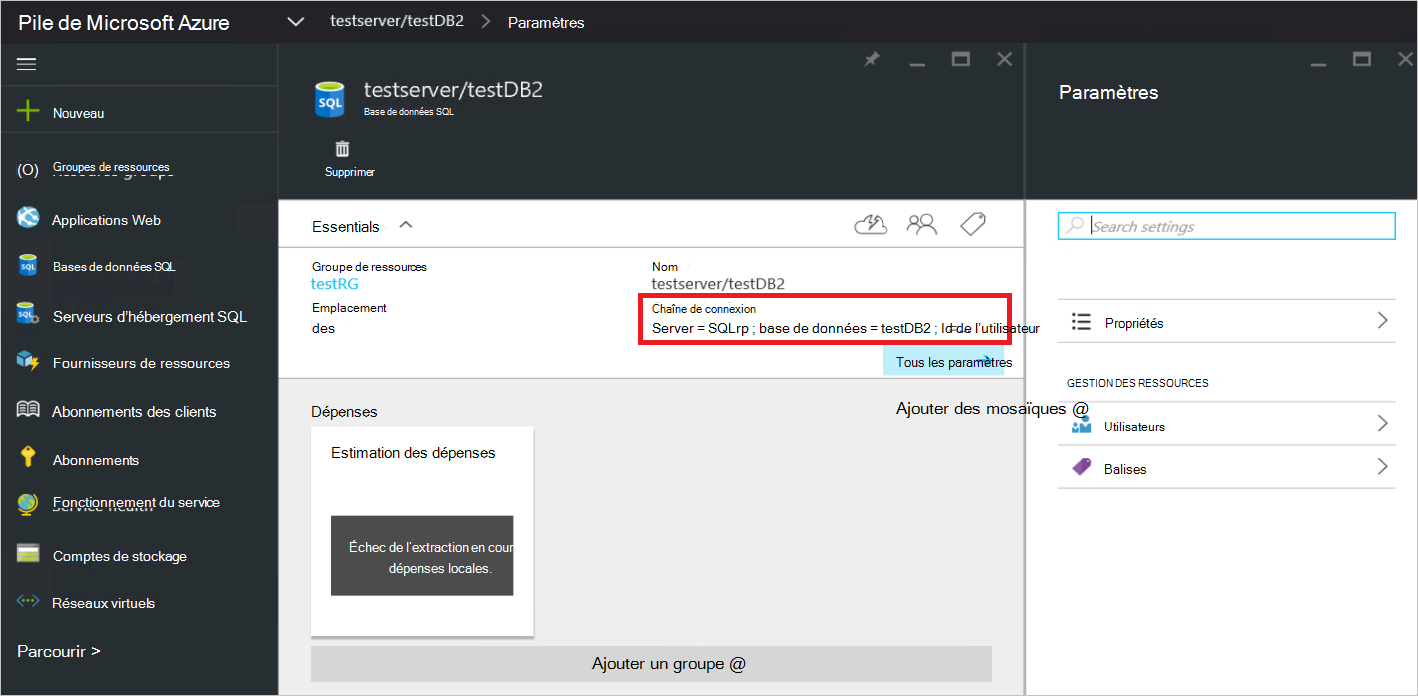 Pile de Microsoft Azure
testserver/testDB2 > Paramètres
Nouveau
(O) Groupes de ressources
Applications Web
Bases de données SQL
Serveurs d’hébergement SQL
Fournisseurs de ressources
Abonnements des clients
Abonnements
Fonctionnement du service
Comptes de stockage
Réseaux virtuels
Parcourir >
SQL
testserver/testDB2
Base de données SQL
Supprimer
Essentials
Groupe de ressources
testRG
Emplacement
des
Nom
testserver/testDB2
Chaîne de connexion
Server = SQLrp ; base de données = testDB2 ; Id de l’utilisateur
Tous les paramètres
Ajouter des mosaïques @
Dépenses
Estimation des dépenses
Échec de l’extraction en cour
dépenses locales.
Ajouter un groupe @
Paramètres
Search settings
Propriétés
GESTION DES RESSOURCES
Utilisateurs
Balises